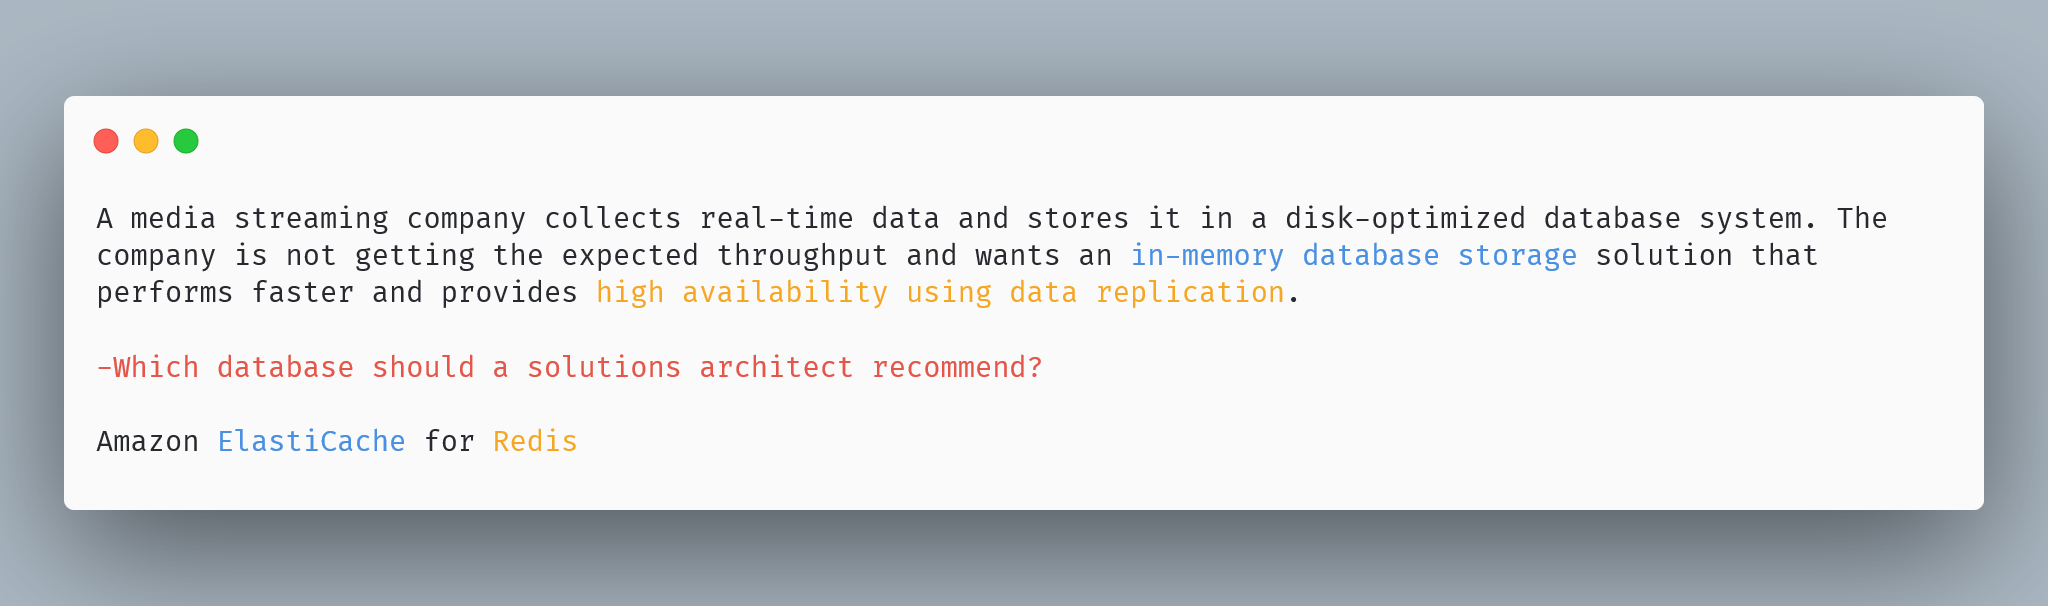 A media streaming company collects real-time data and stores it in a disk-optimized database system. The
company is not getting the expected throughput and wants an in-memory database storage solution that
performs faster and provides high availability using data replication.
-Which database should a solutions architect recommend?
Amazon ElastiCache for Redis